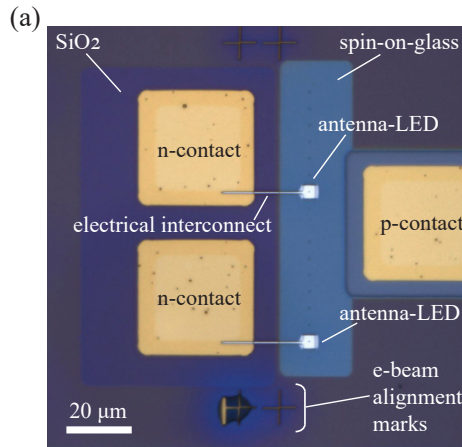 (a)
SiO2
spin-on-glass
antenna-LED
n-contact
electrical interconnect
p-contact
n-contact
antenna-LED
e-beam
alignment
marks
20 μm